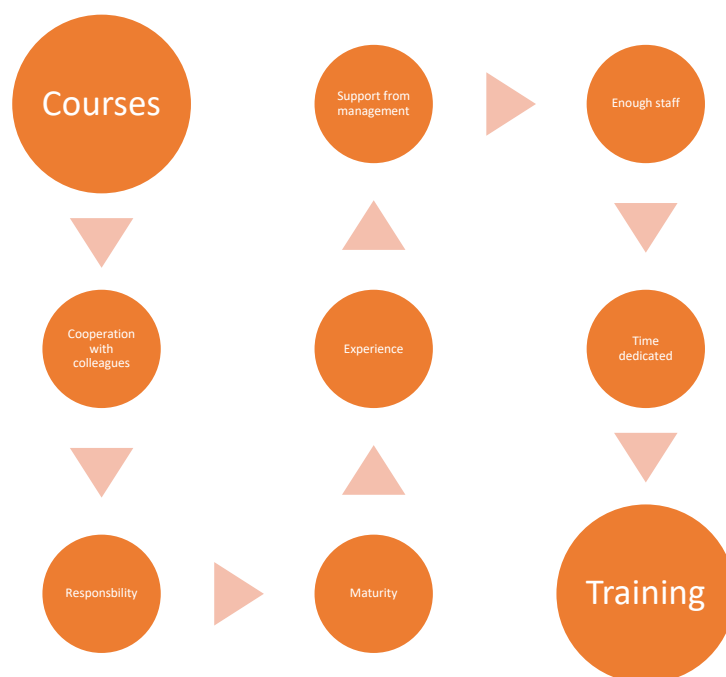 Courses
Cooperation
with
colleagues
Responsbility
Maturity
Experience
Support from
management
Enough staff
Time
dedicated
Training